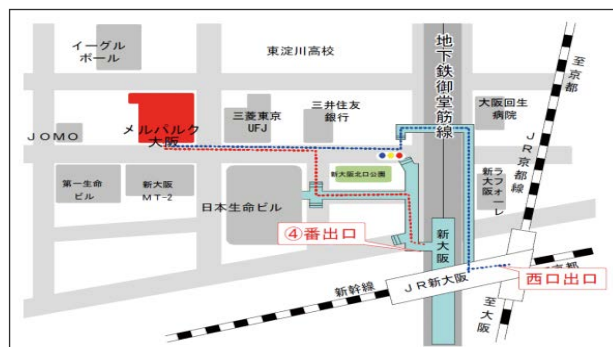 イーグル
ボール
東淀川高校
地下鉄御堂筋線
至京都
JR京都線
大阪回生
病院
三井住友
銀行
三菱東京
UFJ
メルパルク
大阪
JOMO
新大阪北口公園
新大阪
ラフォーレ
第一生命
ビル
新大阪
MT-2
日本生命ビル
④番出口
新大阪
西口出口
JR新大阪
新幹線
至大阪